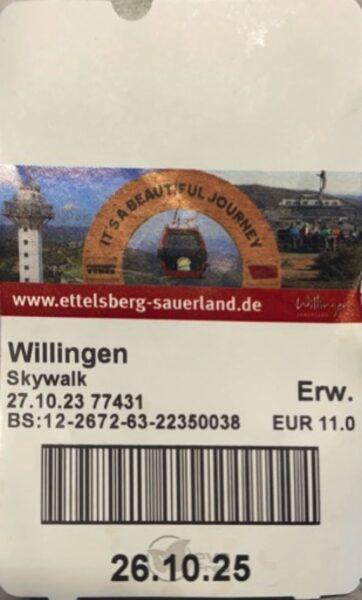 IT'S A BEAUTIFUL JOURNEY
www.ettelsberg-sauerland.de
Willingen
Willingen
Skywalk
27.10.23 77431
Erw.
BS:12-2672-63-22350038
EUR 11.0
26.10.25